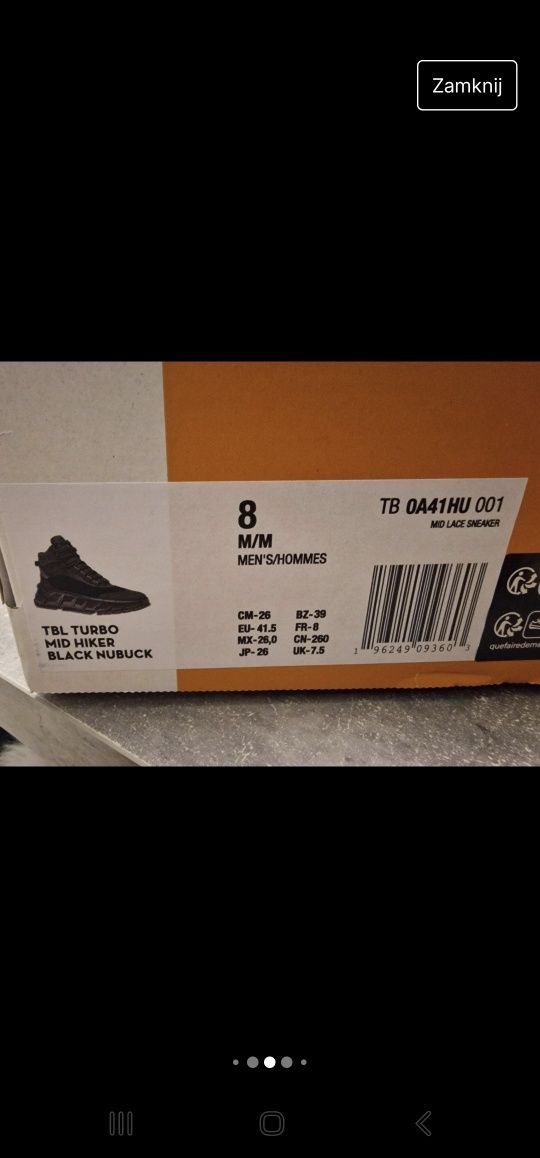 Zamknij
8
M/M
MEN'S/HOMMES
TB 0A41HU 001
MID LACE SNEAKER
TBL TURBO
MID HIKER
BLACK NUBUCK
CM-26 BZ-39
EU- 41.5 FR-8
MX-26,0 CN-260
JP- 26 UK-7.5
1 96249 09360 3